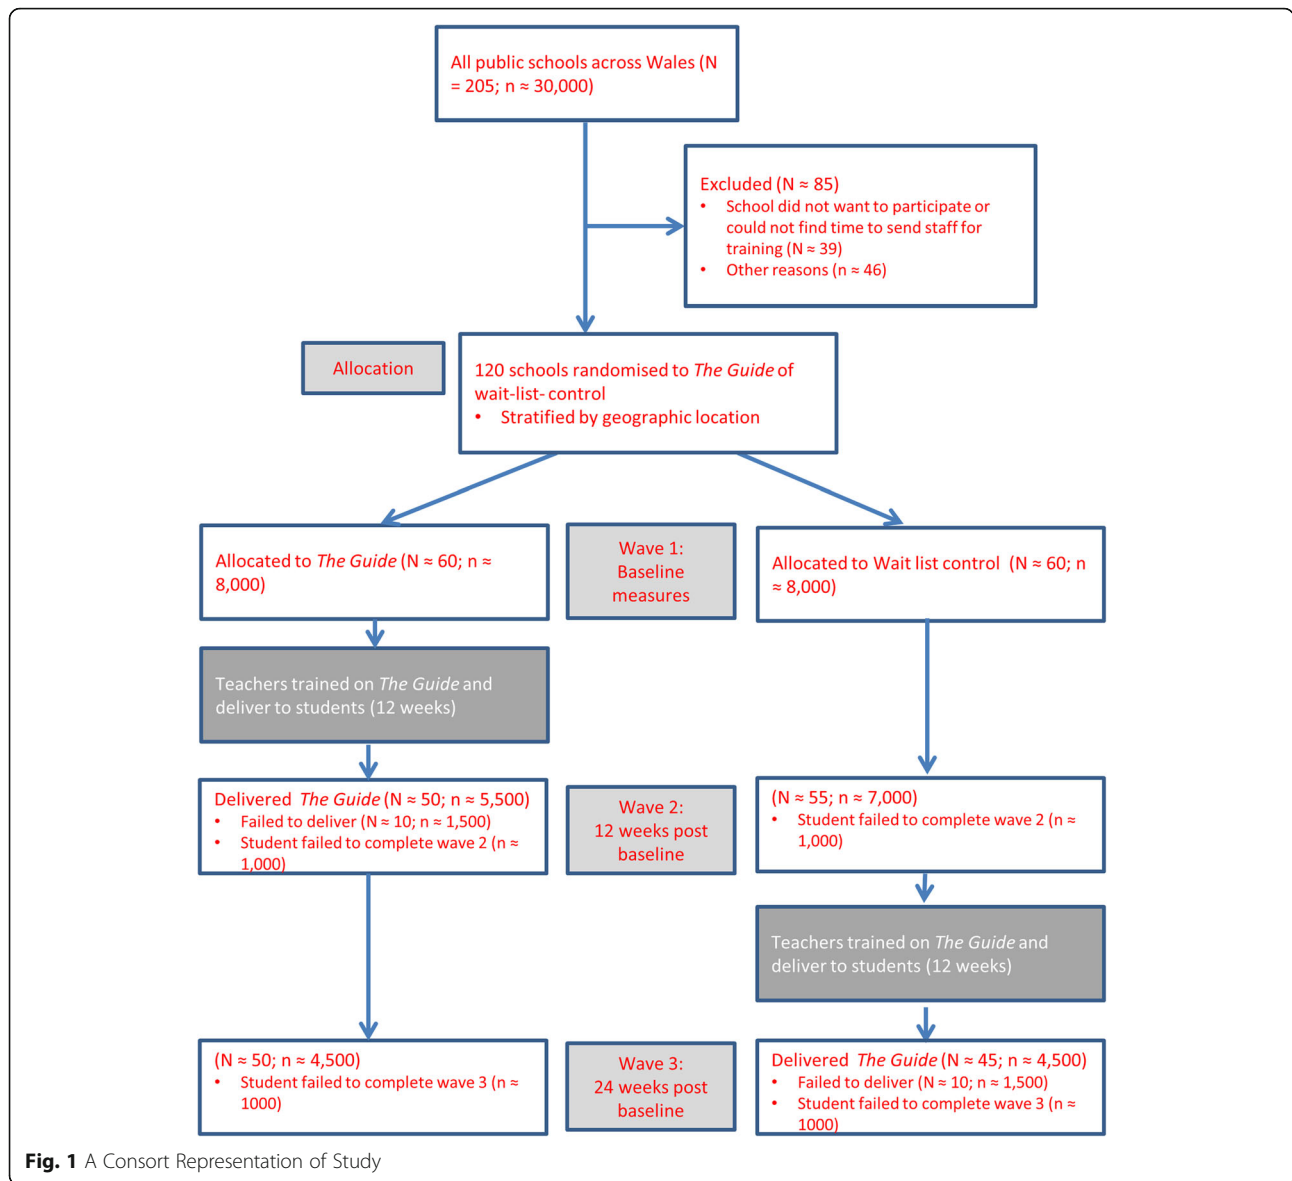 All public schools across Wales (N
= 205; n ≈ 30,000)
Excluded (N ≈ 85)
• School did not want to participate or
could not find time to send staff for
training (N ≈ 39)
• Other reasons (n ≈ 46)
Allocation
120 schools randomised to The Guide of
wait-list- control
• Stratified by geographic location
Allocated to The Guide (N ≈ 60; n ≈
8,000)
Wave 1:
Baseline
measures
Allocated to Wait list control (N ≈ 60; n
≈ 8,000)
Teachers trained on The Guide and
deliver to students (12 weeks)
Delivered The Guide (N ≈ 50; n ≈ 5,500)
• Failed to deliver (N ≈ 10; n ≈ 1,500)
• Student failed to complete wave 2 (n ≈
1,000)
Wave 2:
12 weeks post
baseline
(N ≈ 55; n ≈ 7,000)
• Student failed to complete wave 2 (n ≈
1,000)
Teachers trained on The Guide and
deliver to students (12 weeks)
(N ≈ 50; n ≈ 4,500)
• Student failed to complete wave 3 (n ≈
1000)
Wave 3:
24 weeks post
baseline
Delivered The Guide (N ≈ 45; n ≈ 4,500)
• Failed to deliver (N ≈ 10; n ≈ 1,500)
• Student failed to complete wave 3 (n ≈
1000)
Fig. 1 A Consort Representation of Study